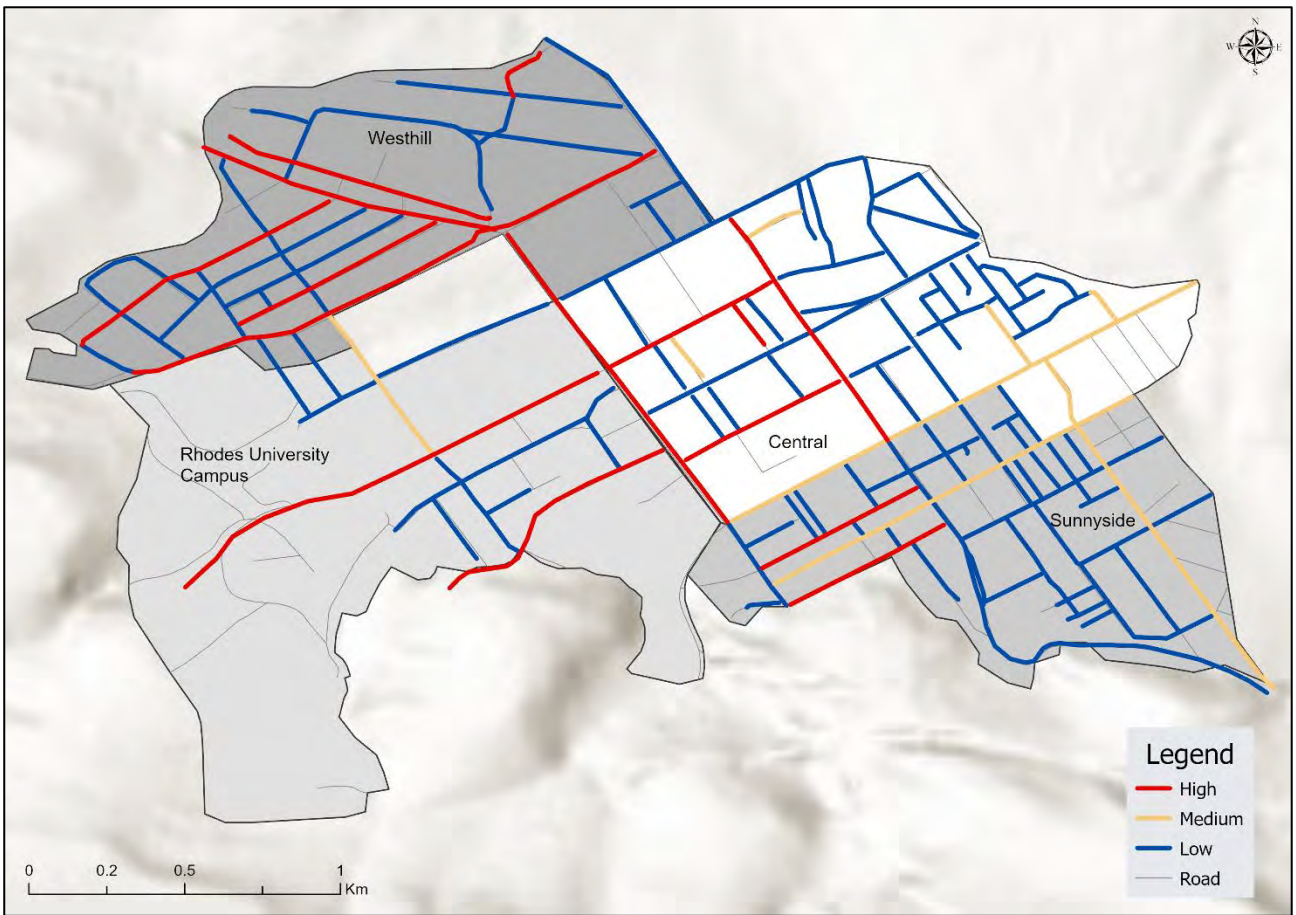 N
W E
S
Westhill
Rhodes University
Campus
Central
Sunnyside
Legend
High
Medium
Low
Road
0 0.2 0.5 1
Km